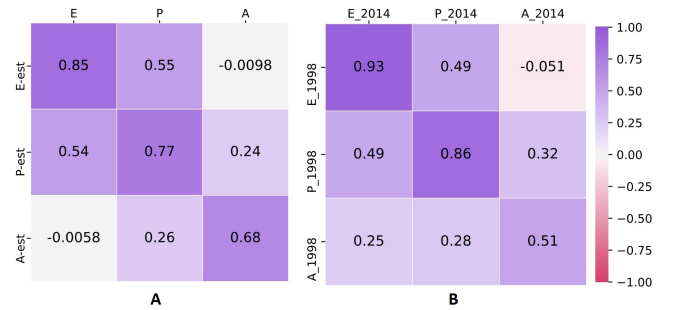 E P A
E-est 0.85 0.55 -0.0098
P-est 0.54 0.77 0.24
A-est -0.0058 0.26 0.68
A
E_2014 P_2014 A_2014
E_1998 0.93 0.49 -0.051
P_1998 0.49 0.86 0.32
A_1998 0.25 0.28 0.51
B
1.00
0.75
0.50
0.25
0.00
−0.25
−0.50
−0.75
−1.00